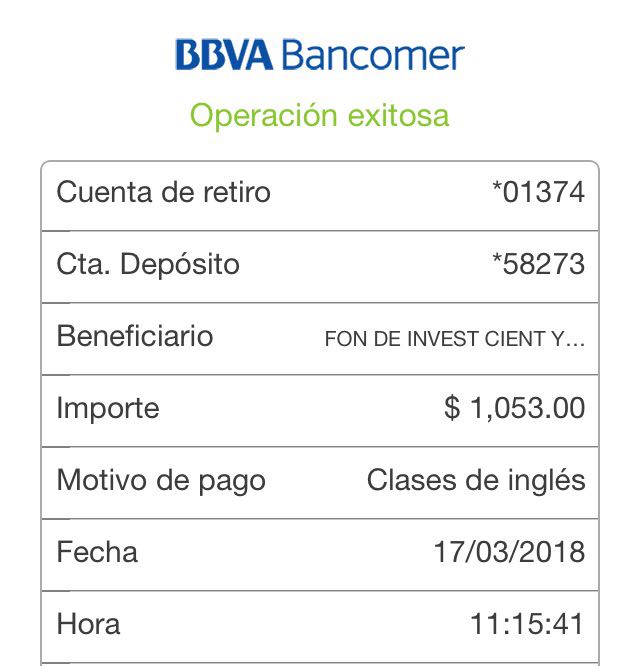 BBVA Bancomer
Operación exitosa
Cuenta de retiro *01374
Cta. Depósito *58273
Beneficiario FON DE INVEST CIENT Y...
Importe $ 1,053.00
Motivo de pago Clases de inglés
Fecha 17/03/2018
Hora 11:15:41